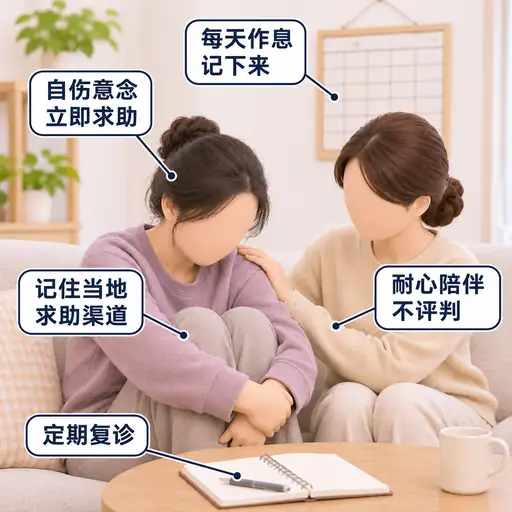 每天作息
记下来
自伤意念
立即求助
记住当地
求助渠道
耐心陪伴
不评判
定期复诊